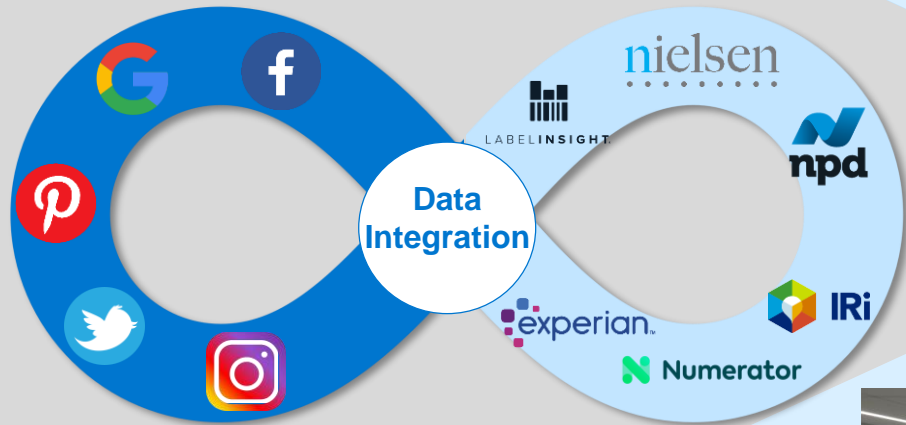 G
f
nielsen
LABELINSIGHT
npd
Data
Integration
IRi
experian
Numerator